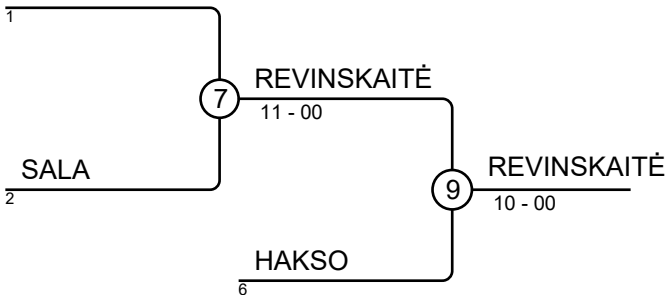 1
REVINSKAITĖ
7
11 - 00
SALA
2
REVINSKAITĖ
9
10 - 00
HAKSO
6